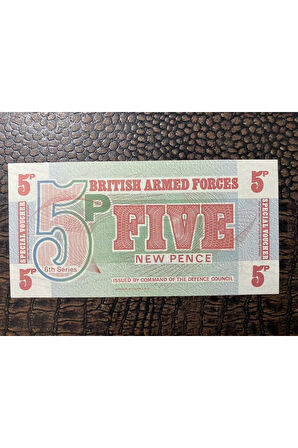 5P
BRITISH ARMED FORCES
5P
SPECIAL VOUCHER
5P
FIVE
SPECIAL VOUCHER
6th Series
NEW PENCE
5P
ISSUED BY COMMAND OF THE DEFENCE COUNCIL
5P